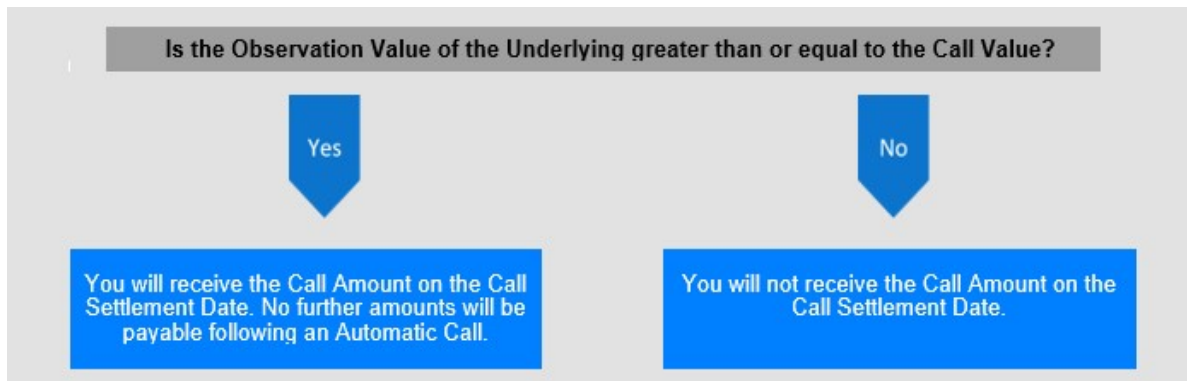 Is the Observation Value of the Underlying greater than or equal to the Call Value?
Yes
No
You will receive the Call Amount on the Call
Settlement Date. No further amounts will be
payable following an Automatic Call.
You will not receive the Call Amount on the
Call Settlement Date.